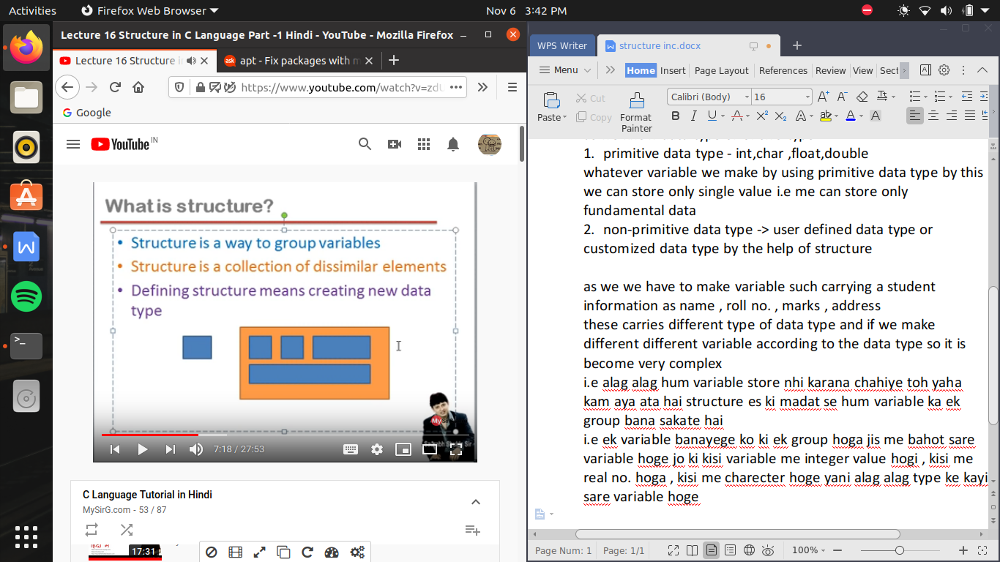 Activities
Firefox Web Browser
Nov 6 3:42 PM
Lecture 16 Structure in C Language Part -1 Hindi - YouTube - Mozilla Firefox
Lecture 16 Structure i
ask
apt - Fix packages with m
https://www.youtube.com/watch?v=zdU
Google
YouTube IN
What is structure?
• Structure is a way to group variables
• Structure is a collection of dissimilar elements
• Defining structure means creating new data
type
MySir
7:18 / 27:53
C Language Tutorial in Hindi
MySirG.com - 53 / 87
17:31
WPS Writer
structure inc.docx
Menu
Home
Insert
Page Layout
References
Review
View
Sect
Paste
Cut
Copy
Format
Painter
Calibri (Body)
16
1. primitive data type - int,char ,float,double
whatever variable we make by using primitive data type by this
we can store only single value i.e me can store only
fundamental data
2. non-primitive data type -> user defined data type or
customized data type by the help of structure
as we we have to make variable such carrying a student
information as name , roll no. , marks , address
these carries different type of data type and if we make
different different variable according to the data type so it is
become very complex
i.e alag alag hum variable store nhi karana chahiye toh yaha
kam aya ata hai structure es ki madat se hum variable ka ek
group bana sakate hai
i.e ek variable banayege ko ki ek group hoga jis me bahot sare
variable hoge jo ki kisi variable me integer value hogi , kisi me
real no. hoga , kisi me charecter hoge yani alag alag type ke kayi
sare variable hoge
Page Num: 1
Page: 1/1
100%